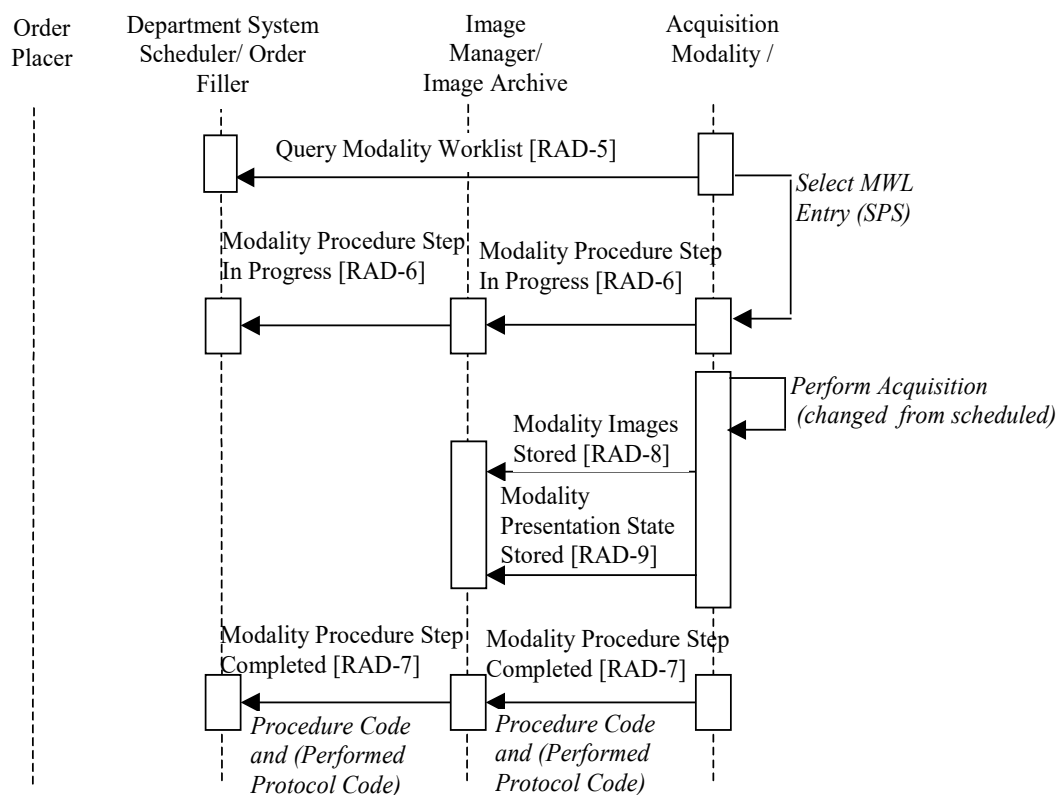 Order
Placer
Department System
Scheduler/ Order
Filler
Image
Manager/
Image Archive
Acquisition
Modality /
Query Modality Worklist [RAD-5]
Select MWL
Entry (SPS)
Modality Procedure Step
In Progress [RAD-6]
Modality Procedure Step
In Progress [RAD-6]
Perform Acquisition
(changed from scheduled)
Modality Images
Stored [RAD-8]
Modality
Presentation State
Stored [RAD-9]
Modality Procedure Step
Completed [RAD-7]
Modality Procedure Step
Completed [RAD-7]
Procedure Code
and (Performed
Protocol Code)
Procedure Code
and (Performed
Protocol Code)